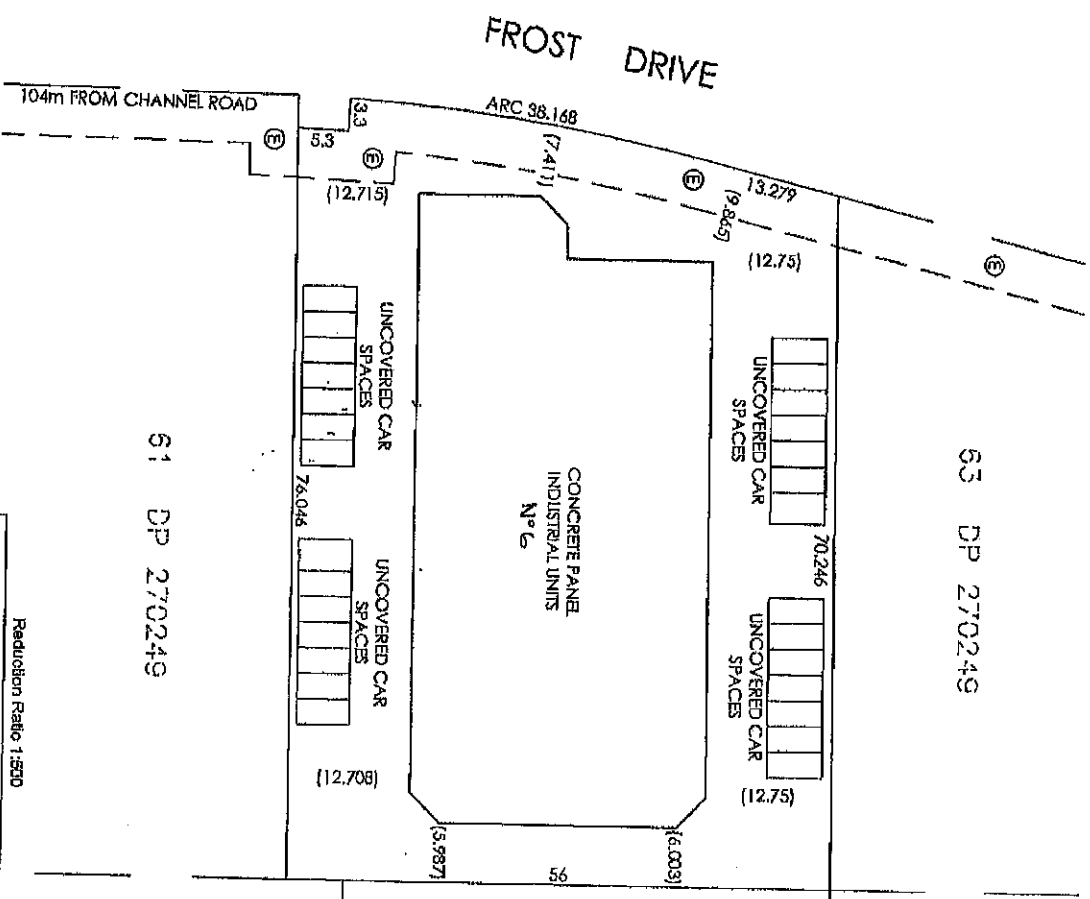 FROST DRIVE
104m FROM CHANNEL ROAD
3.3
ARC 38.168
E
5.3
E
(7.411)
E
13.279
(12.715)
(9.865)
(12.75)
E
UNCOVERED CAR
SPACES
UNCOVERED CAR
SPACES
61 DP 270249
76.046
CONCRETE PANEL
INDUSTRIAL UNITS
Nº6
70.246
63 DP 270249
UNCOVERED CAR
SPACES
UNCOVERED CAR
SPACES
Reduction Ratio 1:500
(12.708)
(12.75)
(5.987)
56
(6.003)